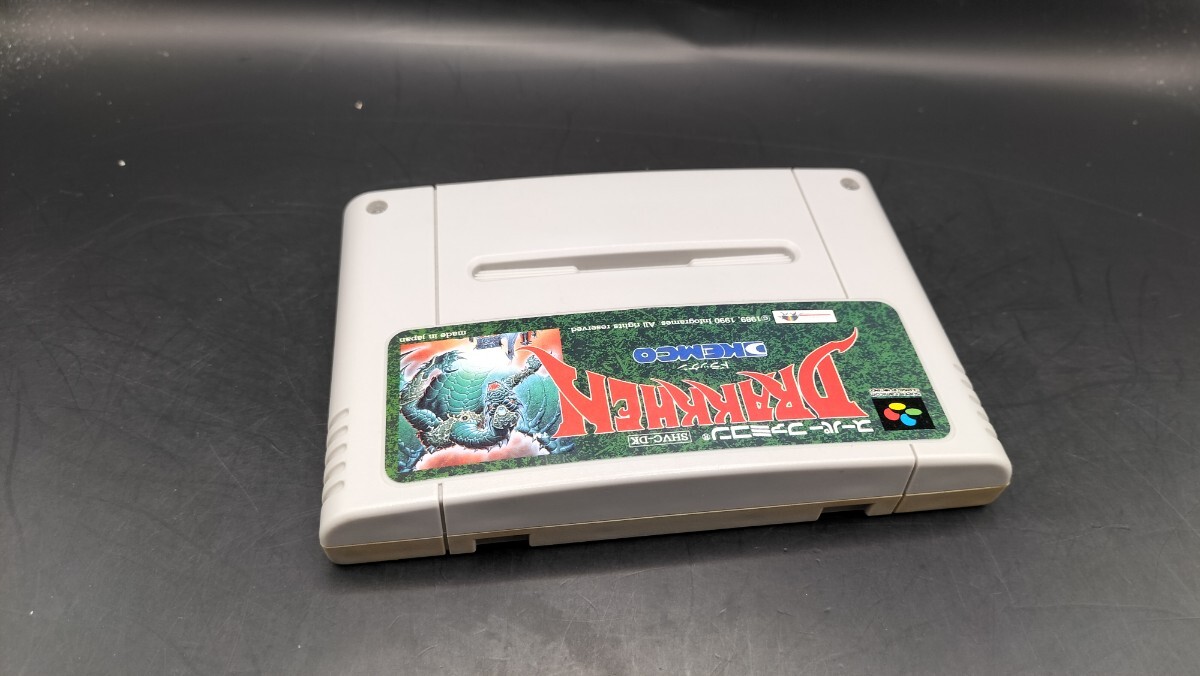 スーパーファミコン®
SHVC-DK
DRAKKHEN
ドラッケン
KEMCO
©1989, 1990 Infogrames All rights reserved
made in japan